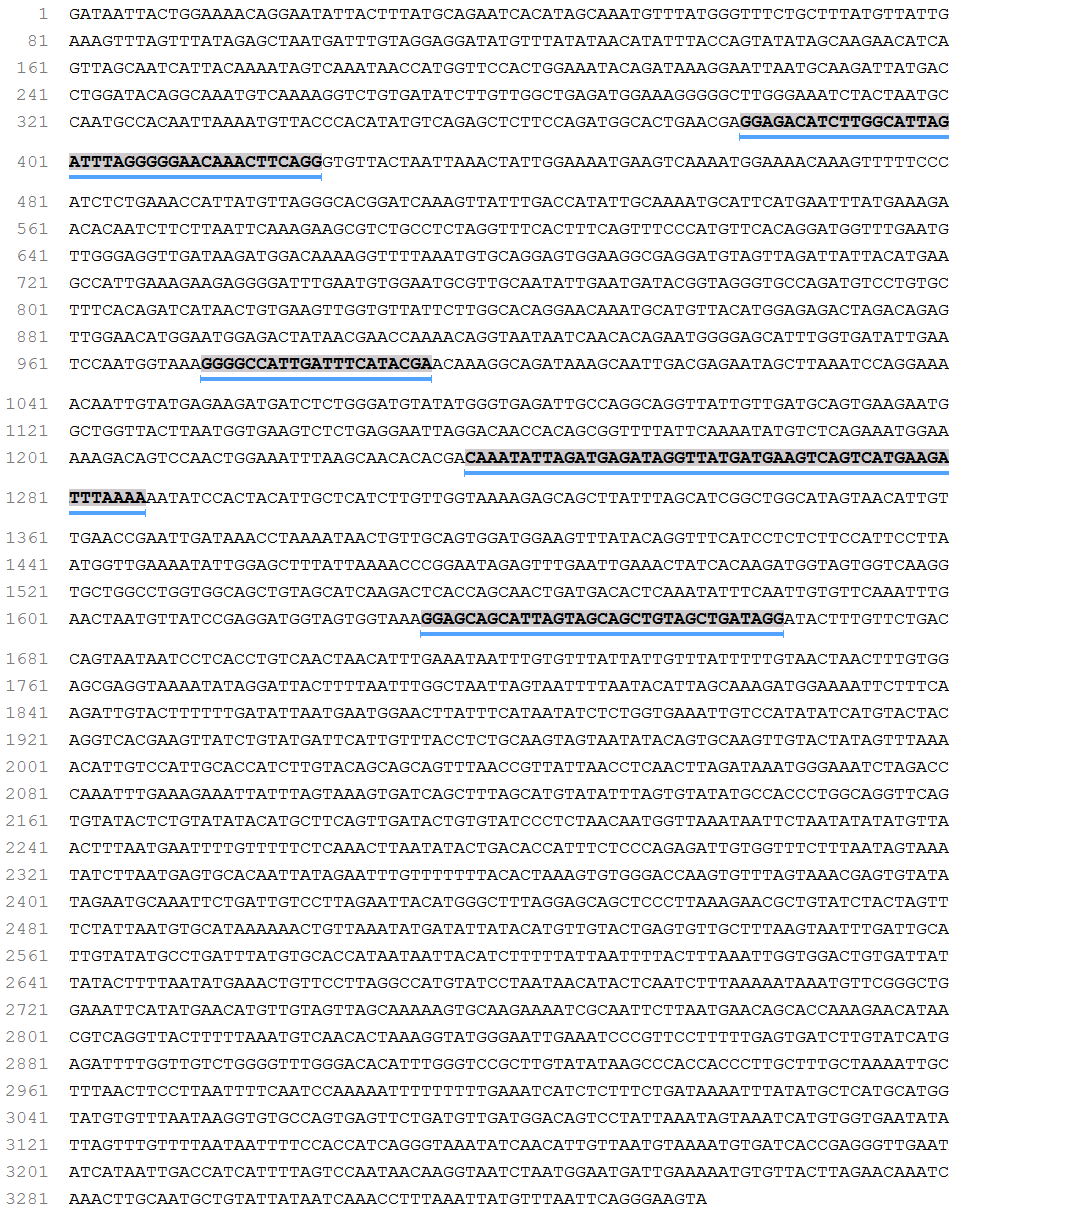 1 GATAATTACTGGAAAACAGGAATATTACTTTATGCAGAATCACATAGCAAATGTTTATGGGTTTCTGCTTTATGTTATTG
81 AAAGTTTAGTTTATAGAGCTAATGATTTGTAGGAGGATATGTTTATATAACATATTTACCAGTATATAGCAAGAACATCA
161 GTTAGCAATCATTACAAAATAGTCAAATAACCATGGTTCCACTGGAAATACAGATAAAGGAATTAATGCAAGATTATGAC
241 CTGGATACAGGCAAATGTCAAAAGGTCTGTGATATCTTGTTGGCTGAGATGGAAAGGGGGCTTGGGAAATCTACTAATGC
321 CAATGCCACAATTAAAATGTTACCCACATATGTCAGAGCTCTTCCAGATGGCACTGAACGAGGAGACATCTTGGCATTAG
401 ATTTAGGGGGAACAAACTTCAGGGTGTTACTAATTAAACTATTGGAAAATGAAGTCAAAATGGAAAACAAAGTTTTTCCC
481 ATCTCTGAAACCATTATGTTAGGGCACGGATCAAAGTTATTTGACCATATTGCAAAATGCATTCATGAATTTATGAAAGA
561 ACACAATCTTCTTAATTCAAAGAAGCGTCTGCCTCTAGGTTTCACTTTCAGTTTCCCATGTTCACAGGATGGTTTGAATG
641 TTGGGAGGTTGATAAGATGGACAAAAGGTTTTAAATGTGCAGGAGTGGAAGGCGAGGATGTAGTTAGATTATTACATGAA
721 GCCATTGAAAGAAGAGGGGATTTGAATGTGGAATGCGTTGCAATATTGAATGATACGGTAGGGTGCCAGATGTCCTGTGC
801 TTTCACAGATCATAACTGTGAAGTTGGTGTTATTCTTGGCACAGGAACAAATGCATGTTACATGGAGAGACTAGACAGAG
881 TTGGAACATGGAATGGAGACTATAACGAACCAAAACAGGTAATAATCAACACAGAATGGGGAGCATTTGGTGATATTGAA
961 TCCAATGGTAAAGGGGCCATTGATTTCATACGAACAAAGGCAGATAAAGCAATTGACGAGAATAGCTTAAATCCAGGAAA
1041 ACAATTGTATGAGAAGATGATCTCTGGGATGTATATGGGTGAGATTGCCAGGCAGGTTATTGTTGATGCAGTGAAGAATG
1121 GCTGGTTACTTAATGGTGAAGTCTCTGAGGAATTAGGACAACCACAGCGGTTTTATTCAAAATATGTCTCAGAAATGGAA
1201 AAAGACAGTCCAACTGGAAATTTAAGCAACACACGACAAATATTAGATGAGATAGGTTATGATGAAGTCAGTCATGAAGA
1281 TTTAAAAAATATCCACTACATTGCTCATCTTGTTGGTAAAAGAGCAGCTTATTTAGCATCGGCTGGCATAGTAACATTGT
1361 TGAACCGAATTGATAAACCTAAAATAACTGTTGCAGTGGATGGAAGTTTATACAGGTTTCATCCTCTCTTCCATTCCTTA
1441 ATGGTTGAAAATATTGGAGCTTTATTAAAACCCGGAATAGAGTTTGAATTGAAACTATCACAAGATGGTAGTGGTCAAGG
1521 TGCTGGCCTGGTGGCAGCTGTAGCATCAAGACTCACCAGCAACTGATGACACTCAAATATTTCAATTGTGTTCAAATTTG
1601 AACTAATGTTATCCGAGGATGGTAGTGGTAAAGGAGCAGCATTAGTAGCAGCTGTAGCTGATAGGATACTTTGTTCTGAC
1681 CAGTAATAATCCTCACCTGTCAACTAACATTTGAAATAATTTGTGTTTATTATTGTTTATTTTTGTAACTAACTTTGTGG
1761 AGCGAGGTAAAATATAGGATTACTTTTAATTTGGCTAATTAGTAATTTTAATACATTAGCAAAGATGGAAAATTCTTTCA
1841 AGATTGTACTTTTTTGATATTAATGAATGGAACTTATTTCATAATATCTCTGGTGAAATTGTCCATATATCATGTACTAC
1921 AGGTCACGAAGTTATCTGTATGATTCATTGTTTACCTCTGCAAGTAGTAATATACAGTGCAAGTTGTACTATAGTTTAAA
2001 ACATTGTCCATTGCACCATCTTGTACAGCAGCAGTTTAACCGTTATTAACCTCAACTTAGATAAATGGGAAATCTAGACC
2081 CAAATTTGAAAGAAATTATTTAGTAAAGTGATCAGCTTTAGCATGTATATTTAGTGTATATGCCACCCTGGCAGGTTCAG
2161 TGTATACTCTGTATATACATGCTTCAGTTGATACTGTGTATCCCTCTAACAATGGTTAAATAATTCTAATATATATGTTA
2241 ACTTTAATGAATTTTGTTTTTCTCAAACTTAATATACTGACACCATTTCTCCCAGAGATTGTGGTTTCTTTAATAGTAAA
2321 TATCTTAATGAGTGCACAATTATAGAATTTGTTTTTTTACACTAAAGTGTGGGACCAAGTGTTTAGTAAACGAGTGTATA
2401 TAGAATGCAAATTCTGATTGTCCTTAGAATTACATGGGCTTTAGGAGCAGCTCCCTTAAAGAACGCTGTATCTACTAGTT
2481 TCTATTAATGTGCATAAAAAACTGTTAAATATGATATTATACATGTTGTACTGAGTGTTGCTTTAAGTAATTTGATTGCA
2561 TTGTATATGCCTGATTTATGTGCACCATAATAATTACATCTTTTTATTAATTTTACTTTAAATTGGTGGACTGTGATTAT
2641 TATACTTTTAATATGAAACTGTTCCTTAGGCCATGTATCCTAATAACATACTCAATCTTTAAAAATAAATGTTCGGGCTG
2721 GAAATTCATATGAACATGTTGTAGTTAGCAAAAAGTGCAAGAAAATCGCAATTCTTAATGAACAGCACCAAAGAACATAA
2801 CGTCAGGTTACTTTTTAAATGTCAACACTAAAGGTATGGGAATTGAAATCCCGTTCCTTTTTGAGTGATCTTGTATCATG
2881 AGATTTTGGTTGTCTGGGGTTTGGGACACATTTGGGTCCGCTTGTATATAAGCCCACCACCCTTGCTTTGCTAAAATTGC
2961 TTTAACTTCCTTAATTTTCAATCCAAAAATTTTTTTTTGAAATCATCTCTTTCTGATAAAATTTATATGCTCATGCATGG
3041 TATGTGTTTAATAAGGTGTGCCAGTGAGTTCTGATGTTGATGGACAGTCCTATTAAATAGTAAATCATGTGGTGAATATA
3121 TTAGTTTGTTTTAATAATTTTCCACCATCAGGGTAAATATCAACATTGTTAATGTAAAATGTGATCACCGAGGGTTGAAT
3201 ATCATAATTGACCATCATTTTAGTCCAATAACAAGGTAATCTAATGGAATGATTGAAAAATGTGTTACTTAGAACAAATC
3281 AAACTTGCAATGCTGTATTATAATCAAACCTTTAAATTATGTTTAATTCAGGGAAGTA